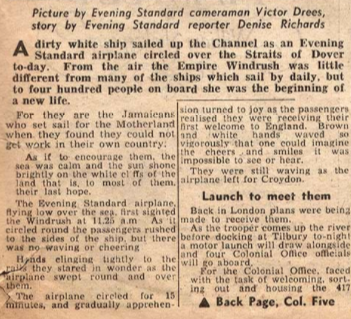 Picture by Evening Standard cameraman Victor Drees,
story by Evening Standard reporter Denise Richards
A dirty white ship sailed up the Channel as an Evening
Standard airplane circled over the Straits of Dover
to-day. From the air the Empire Windrush was little
different from many of the ships which sail by daily, but
to four hundred people on board she was the beginning of
a new life.
For they are the Jamaicans
who set sail for the Motherland
when they found they could not
get work in their own country.
As if to encourage them, the
sea was calm and the sun shone
brightly on the white cliffs of the
land that is, to most of them,
their last hope.
The Evening Standard airplane,
flying low over the sea, first sighted
the Windrush at 11.25 a.m. As it
circled round the passengers rushed
to the sides of the ship, but there
was no waving or cheering
Hands clinging tightly to the
rails they stared in wonder as the
airplane swept round and over
them.
The airplane circled for 15
minutes, and gradually apprehen-
sion turned to joy as the passengers
realised they were receiving their
first welcome to England. Brown
and white hands waved so
vigorously that one could imagine
the cheers and smiles it was
impossible to see or hear.
They were still waving as the
airplane left for Croydon.
Launch to meet them
Back in London plans were being
made to receive them.
As the trooper comes up the river
before docking at Tilbury to-night
a motor launch will draw alongside
and four Colonial Office officials
will go aboard.
For the Colonial Office, faced
with the task of welcoming, sort-
ing out and housing the 417
▲ Back Page, Col. Five